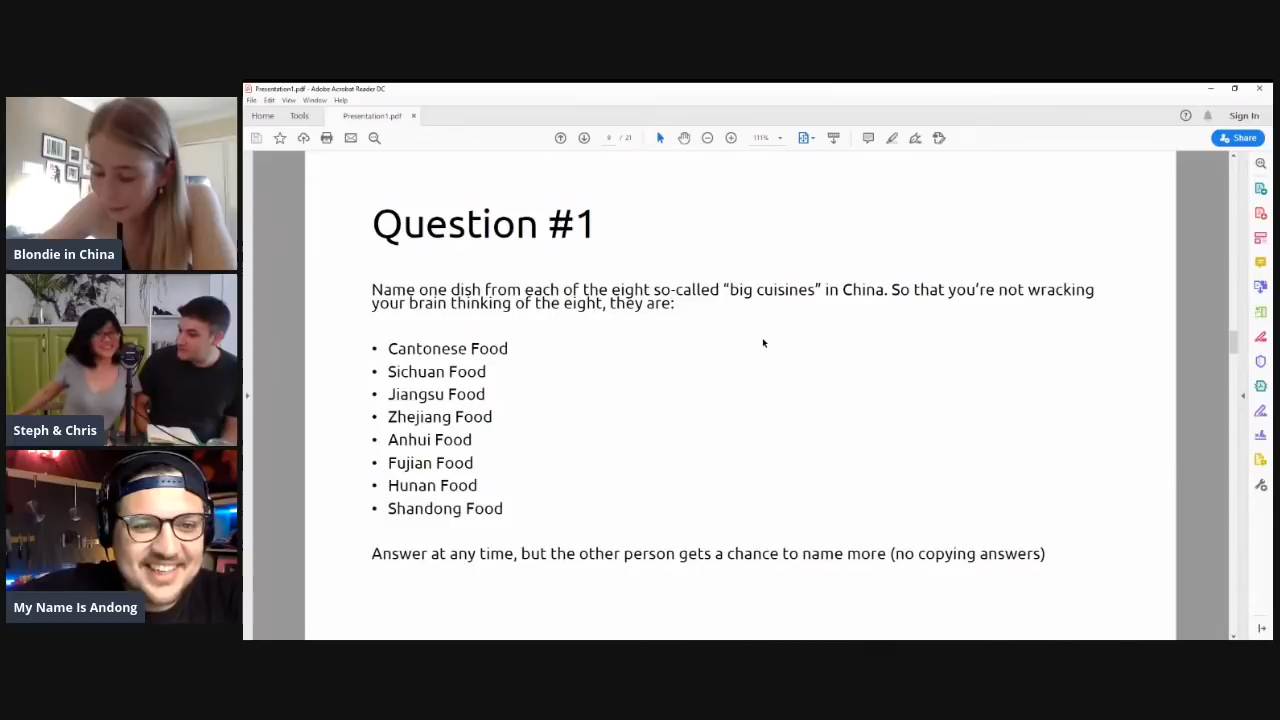 Presentation1.pdf - Adobe Acrobat Reader DC
File Edit View Window Help
Home Tools Presentation1.pdf × Sign In
/ 21 111% Share
Question #1
Name one dish from each of the eight so-called “big cuisines” in China. So that you’re not wracking
your brain thinking of the eight, they are:
• Cantonese Food
• Sichuan Food
• Jiangsu Food
• Zhejiang Food
• Anhui Food
• Fujian Food
• Hunan Food
• Shandong Food
Answer at any time, but the other person gets a chance to name more (no copying answers)
Blondie in China
Steph & Chris
My Name Is Andong